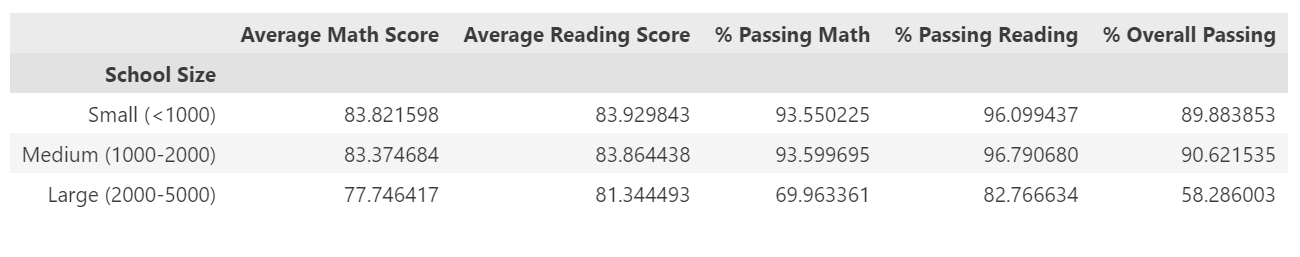 Average Math Score Average Reading Score % Passing Math % Passing Reading % Overall Passing
School Size
Small (<1000) 83.821598 83.929843 93.550225 96.099437 89.883853
Medium (1000-2000) 83.374684 83.864438 93.599695 96.790680 90.621535
Large (2000-5000) 77.746417 81.344493 69.963361 82.766634 58.286003